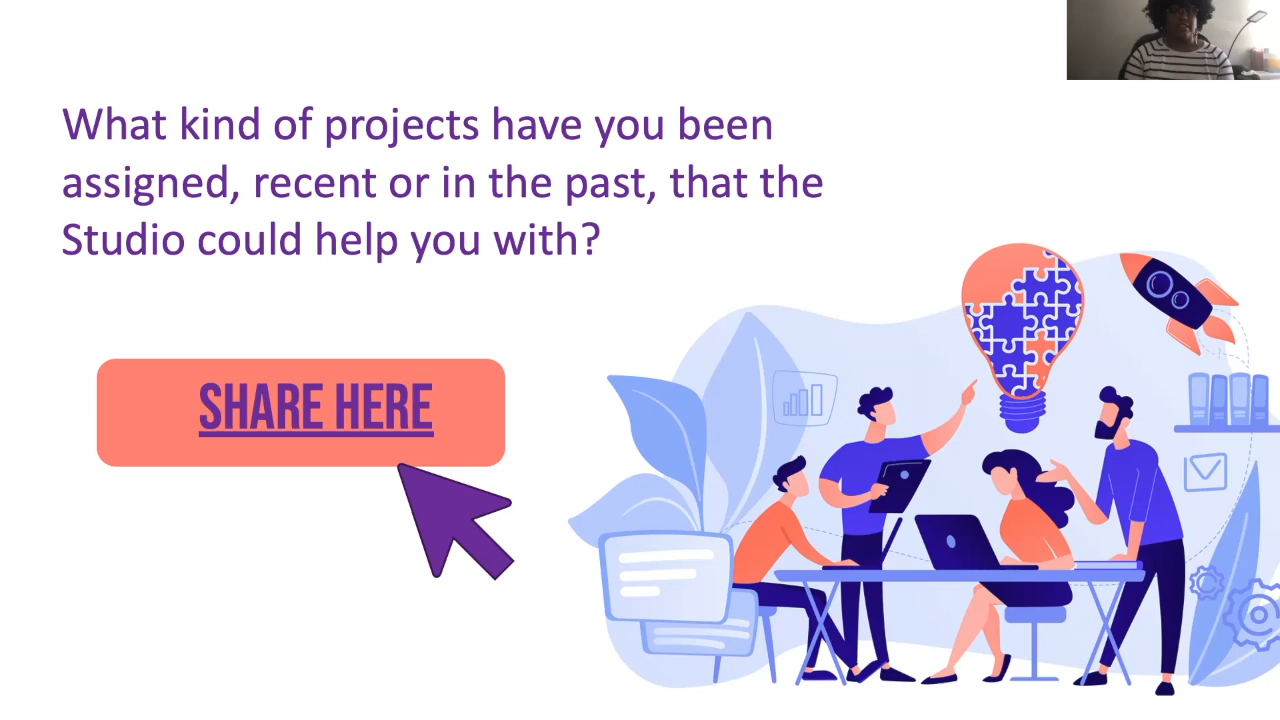 What kind of projects have you been
assigned, recent or in the past, that the
Studio could help you with?
SHARE HERE